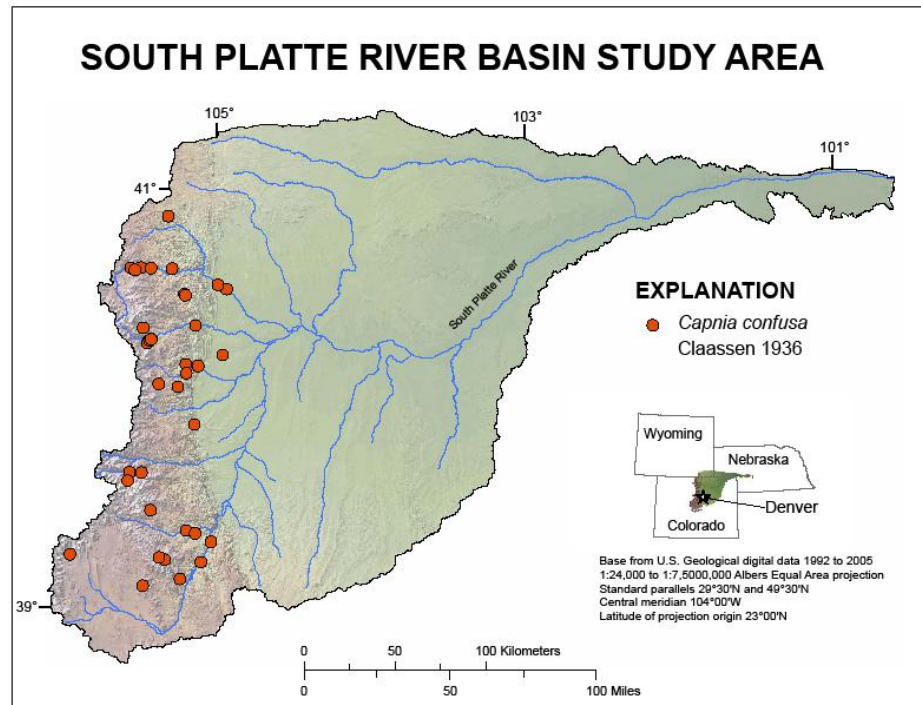 SOUTH PLATTE RIVER BASIN STUDY AREA
105°
103°
101°
41°
South Platte River
EXPLANATION
Capnia confusa
Claassen 1936
Wyoming
Nebraska
Denver
Colorado
Base from U.S. Geological digital data 1992 to 2005
1:24,000 to 1:7,5000,000 Albers Equal Area projection
Standard parallels 29°30'N and 49°30'N
Central meridian 104°00'W
Latitude of projection origin 23°00'N
39°
0 50 100 Kilometers
0 50 100 Miles